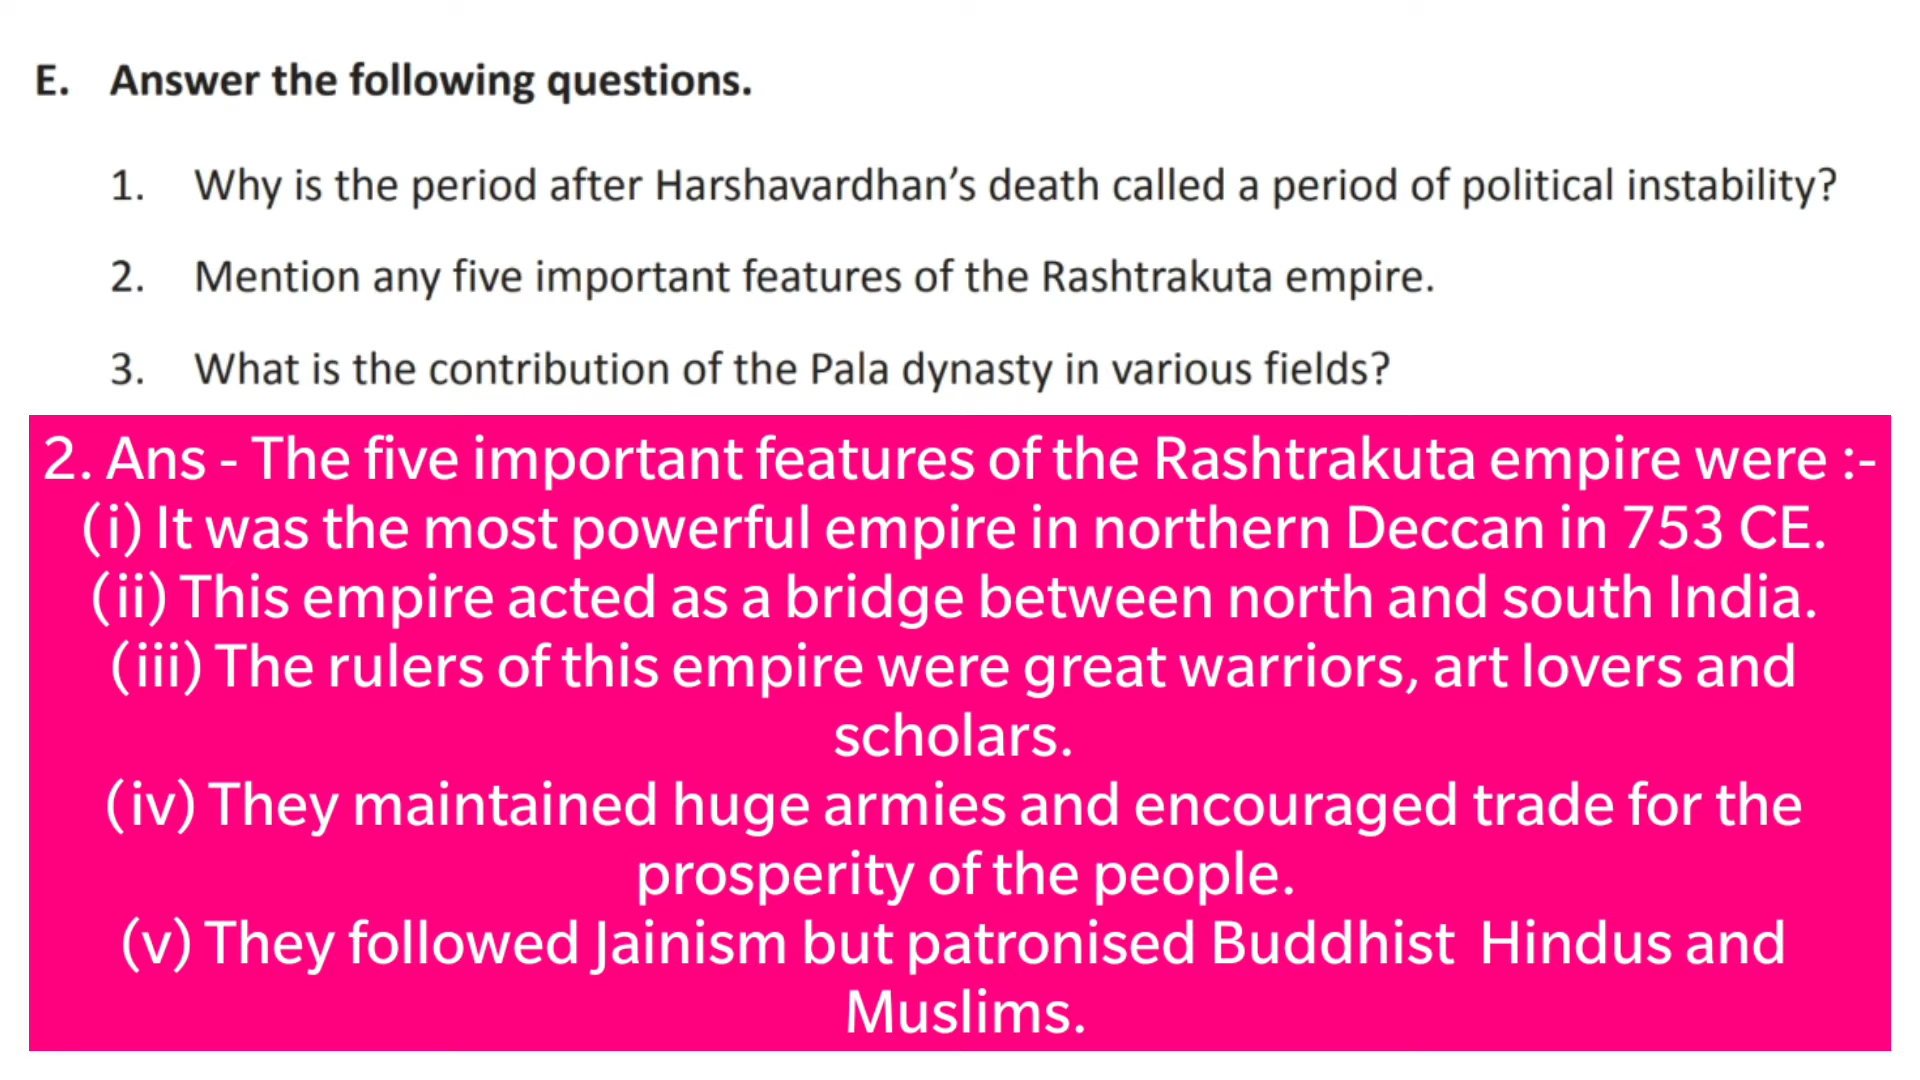 E. Answer the following questions.
1. Why is the period after Harshavardhan’s death called a period of political instability?
2. Mention any five important features of the Rashtrakuta empire.
3. What is the contribution of the Pala dynasty in various fields?
2. Ans - The five important features of the Rashtrakuta empire were :-
(i) It was the most powerful empire in northern Deccan in 753 CE.
(ii) This empire acted as a bridge between north and south India.
(iii) The rulers of this empire were great warriors, art lovers and
scholars.
(iv) They maintained huge armies and encouraged trade for the
prosperity of the people.
(v) They followed Jainism but patronised Buddhist  Hindus and
Muslims.